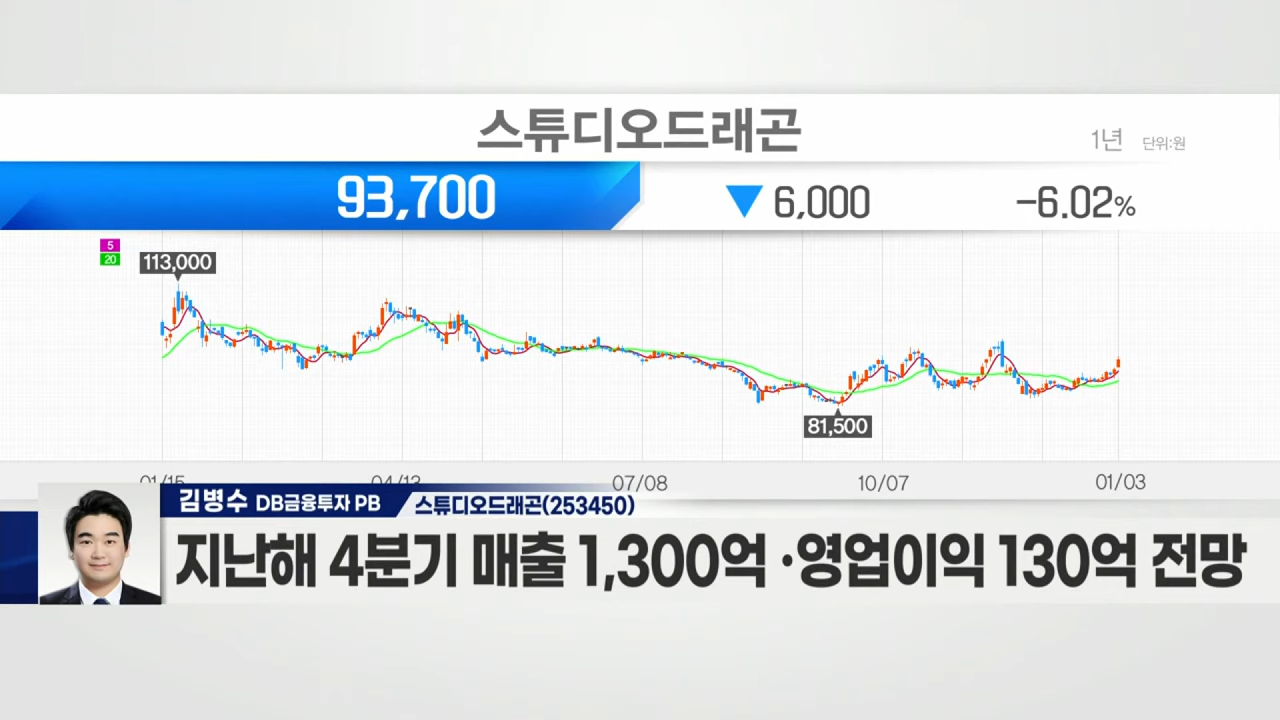 스튜디오드래곤
1년 단위:원
93,700 ▼ 6,000 -6.02%
5
20
113,000
81,500
01/15 04/13 07/08 10/07 01/03
김병수 DB금융투자 PB 스튜디오드래곤(253450)
지난해 4분기 매출 1,300억·영업이익 130억 전망